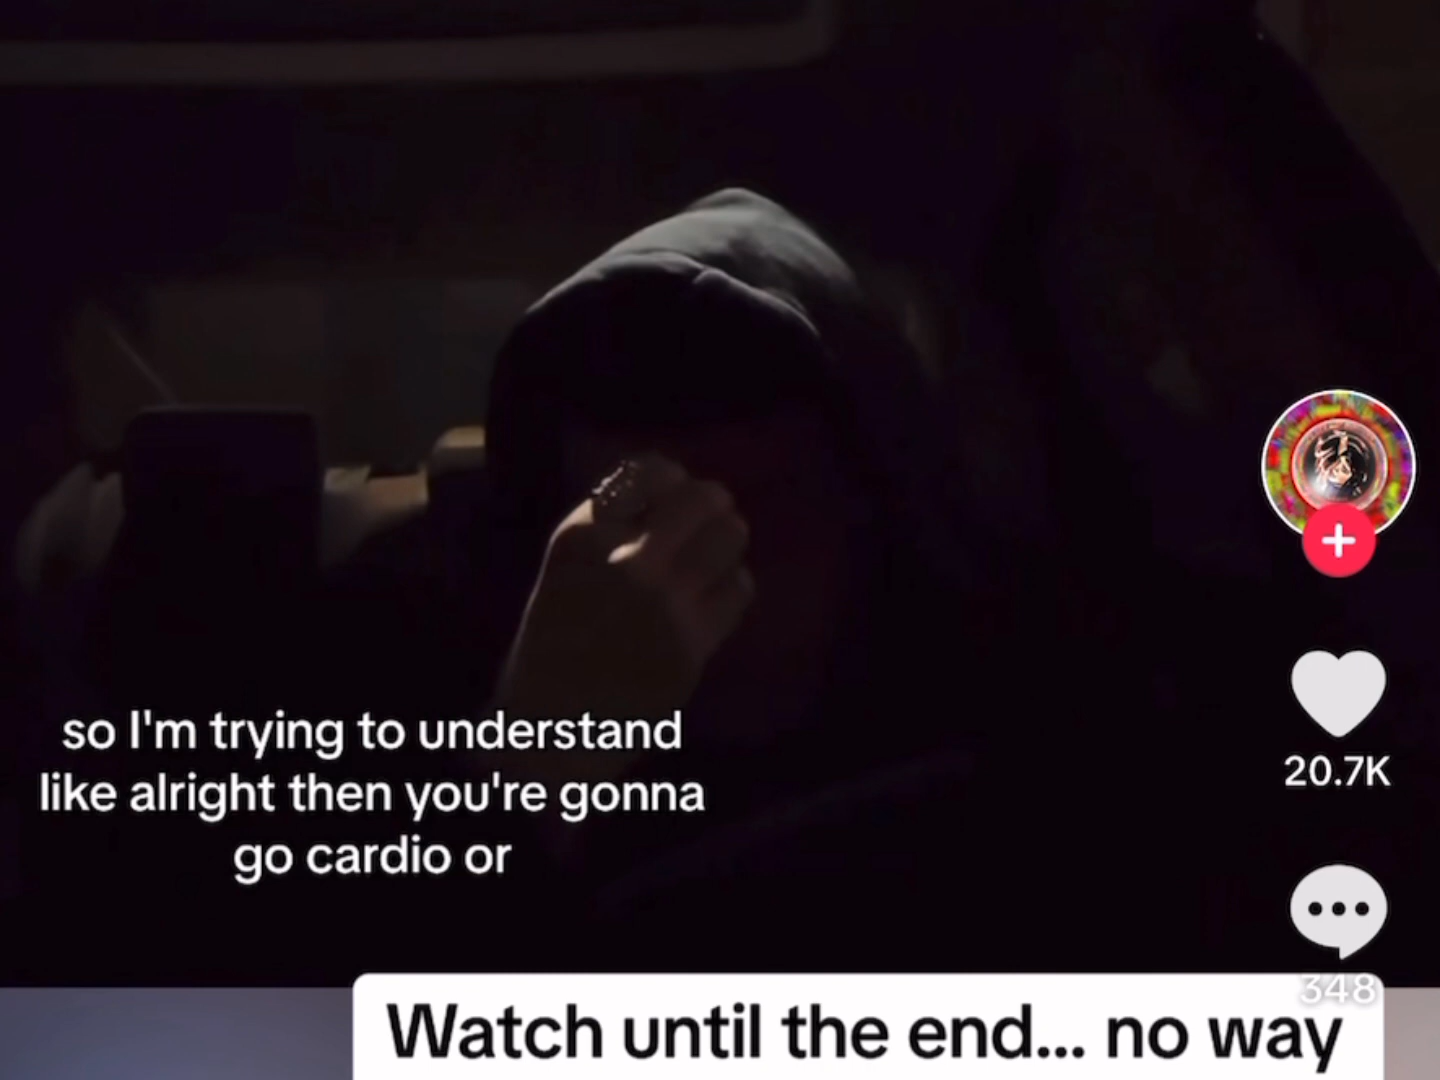 so I'm trying to understand
like alright then you're gonna
go cardio or
20.7K
348
Watch until the end... no way